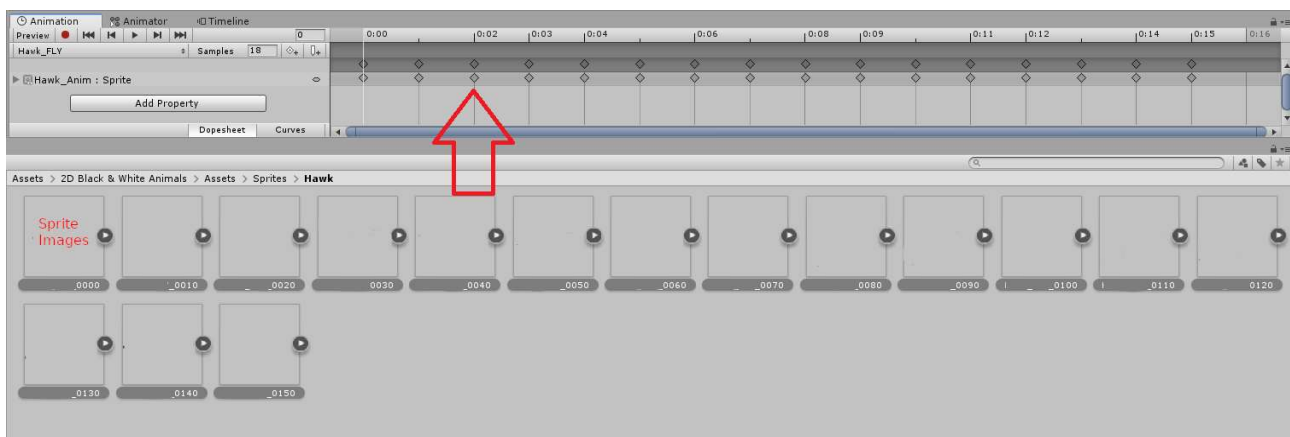 Animation Animator Timeline
Preview 0 0:00 0:02 0:03 0:04 0:06 0:08 0:09 0:11 0:12 0:14 0:15 0:16
Hawk_FLY Samples 18
Hawk_Anim : Sprite
Add Property
Dopesheet Curves
Assets > 2D Black & White Animals > Assets > Sprites > Hawk
Sprite
Images
_0000 _0010 _0020 0030 _0040 _0050 _0060 _0070 _0080 _0090 _0100 _0110 0120
_0130 _0140 _0150